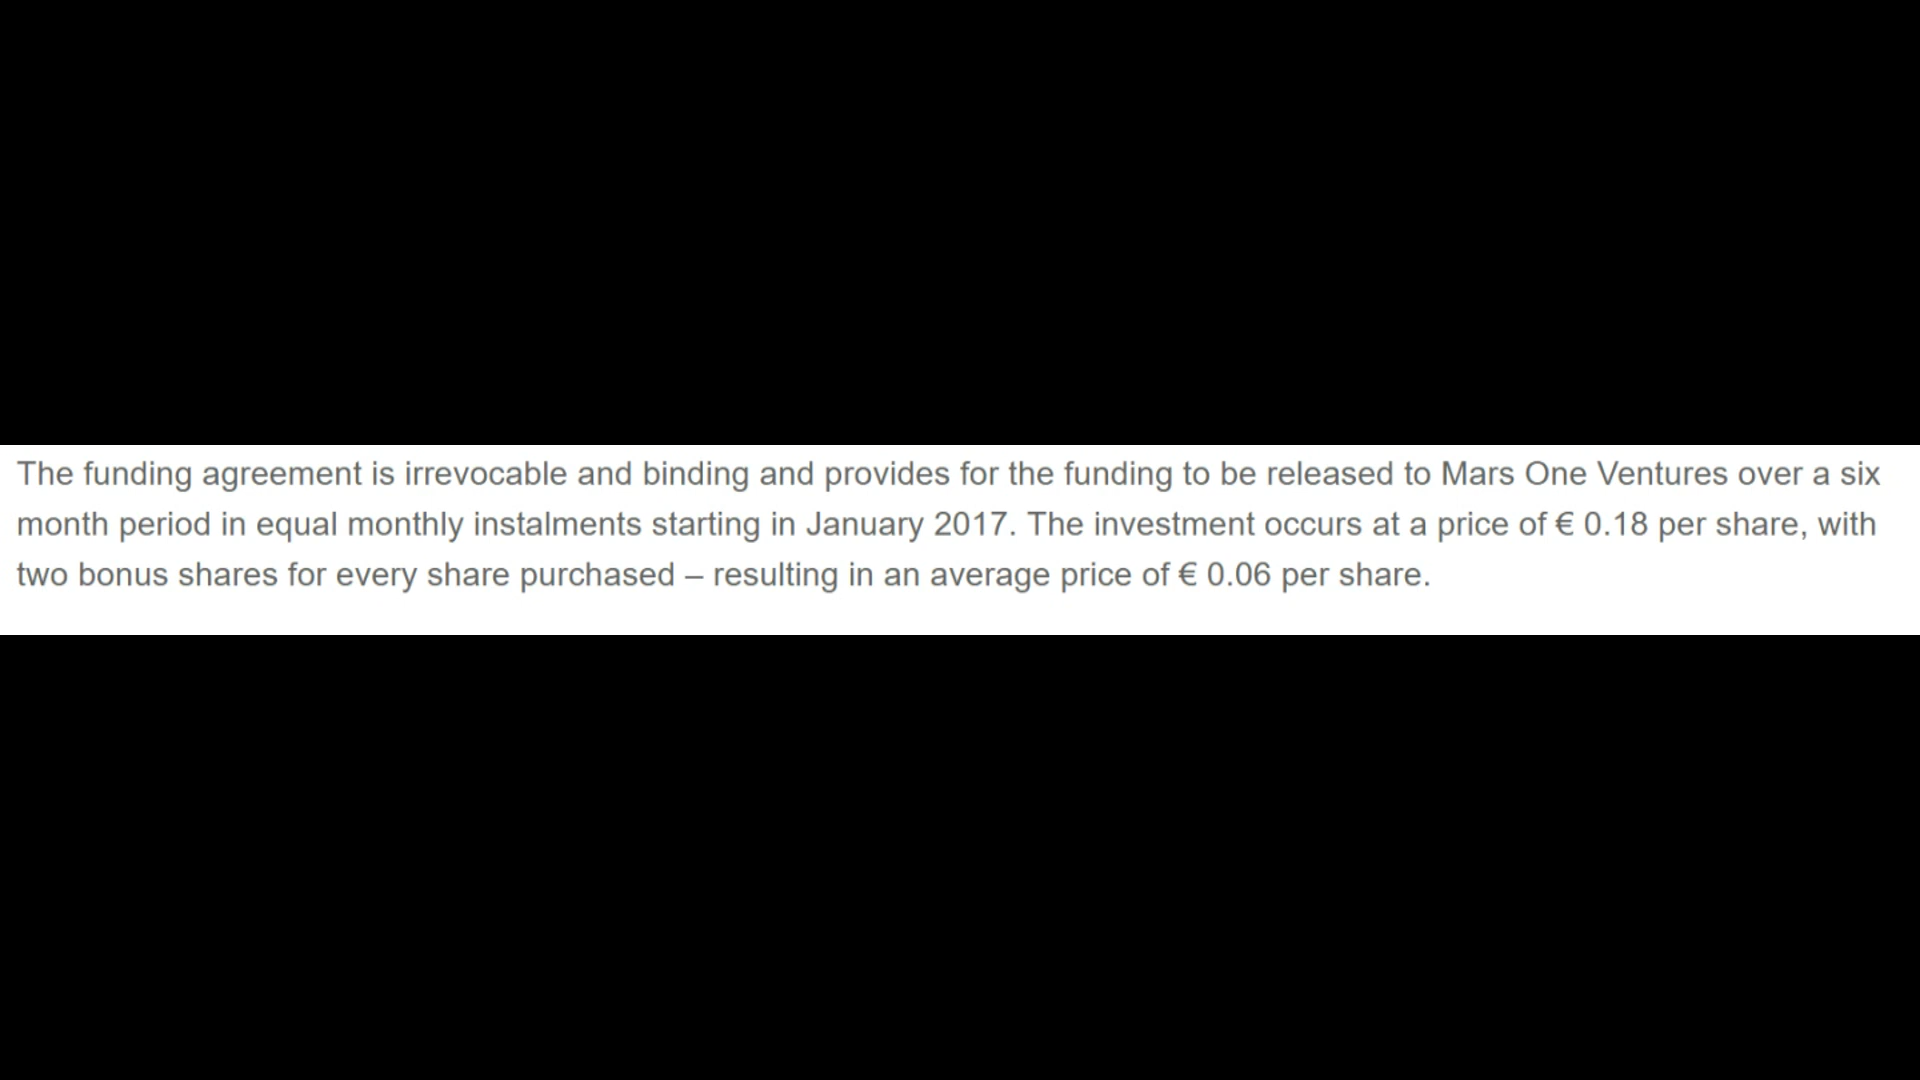 The funding agreement is irrevocable and binding and provides for the funding to be released to Mars One Ventures over a six
month period in equal monthly instalments starting in January 2017. The investment occurs at a price of € 0.18 per share, with
two bonus shares for every share purchased – resulting in an average price of € 0.06 per share.